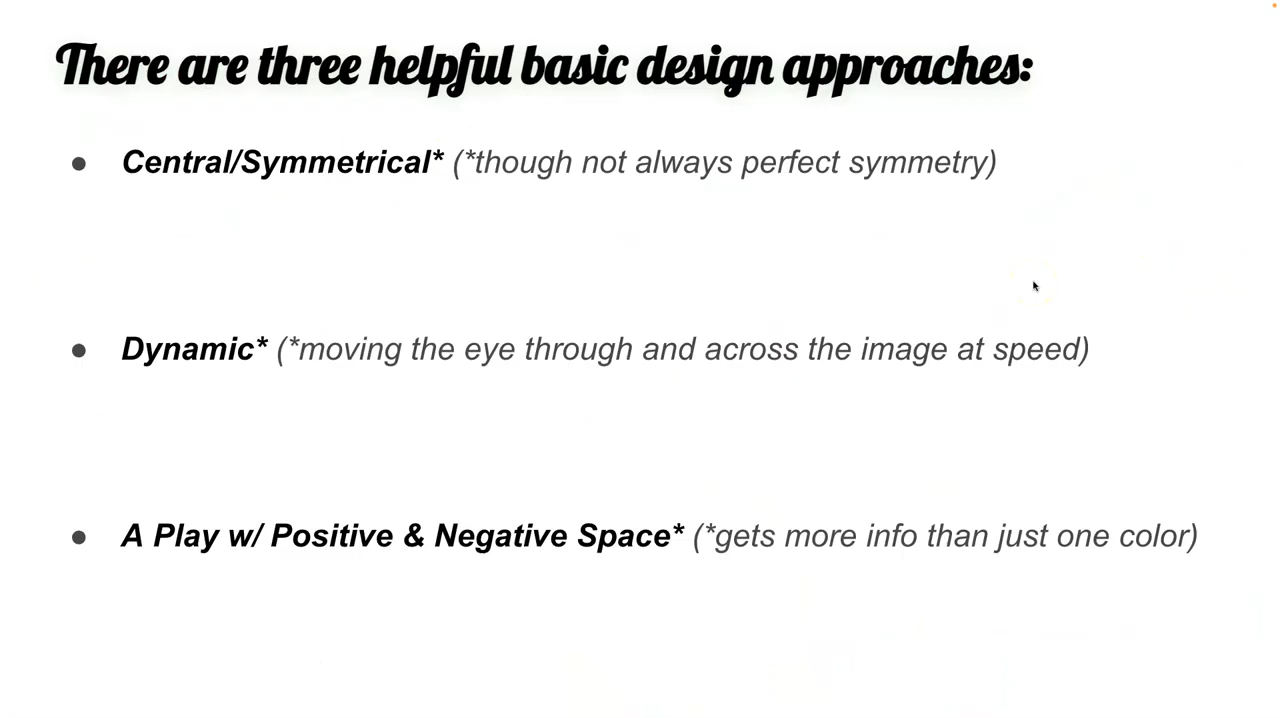 There are three helpful basic design approaches:
● Central/Symmetrical* (*though not always perfect symmetry)
● Dynamic* (*moving the eye through and across the image at speed)
● A Play w/ Positive & Negative Space* (*gets more info than just one color)